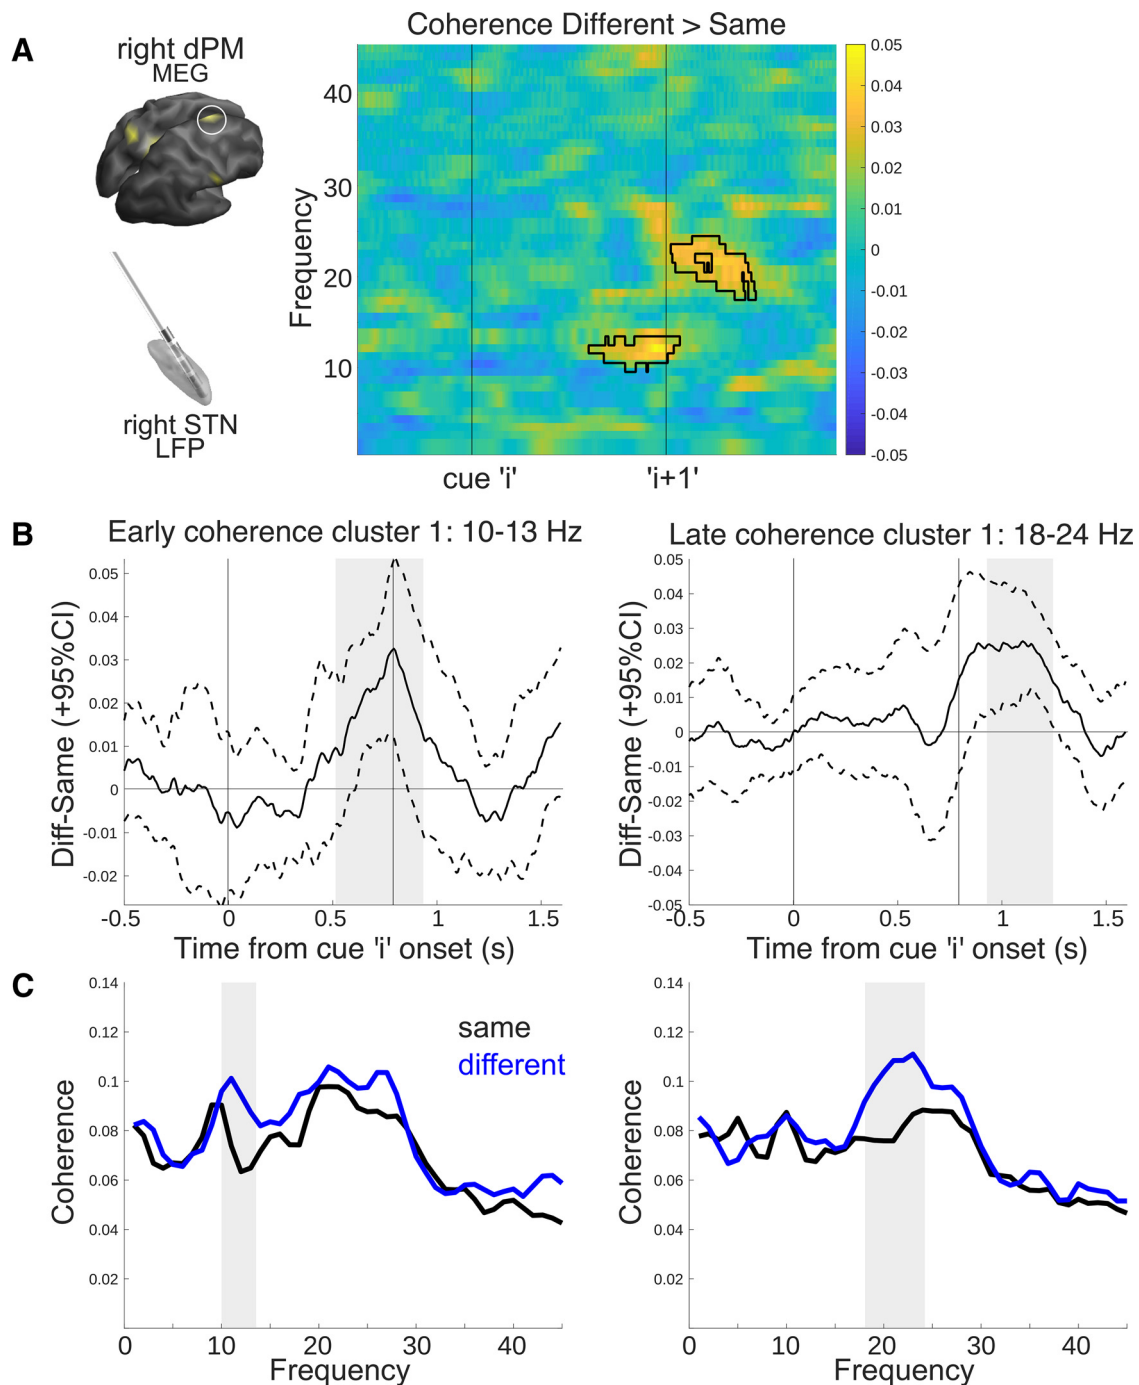 A
right dPM
MEG
right STN
LFP
Coherence Different > Same
Frequency
40
30
20
10
cue 'i'
'i+1'
0.05
0.04
0.03
0.02
0.01
0
-0.01
-0.02
-0.03
-0.04
-0.05
B
Early coherence cluster 1: 10-13 Hz
Diff-Same (+95%CI)
0.05
0.04
0.03
0.02
0.01
0
-0.01
-0.02
-0.5 0 0.5 1 1.5
Time from cue 'i' onset (s)
Late coherence cluster 1: 18-24 Hz
Diff-Same (+95%CI)
0.05
0.04
0.03
0.02
0.01
0
-0.01
-0.02
-0.03
-0.04
-0.05
-0.5 0 0.5 1 1.5
Time from cue 'i' onset (s)
C
Coherence
0.14
0.12
0.1
0.08
0.06
0.04
0.02
same
different
0 10 20 30 40
Frequency
Coherence
0.14
0.12
0.1
0.08
0.06
0.04
0.02
0 10 20 30 40
Frequency